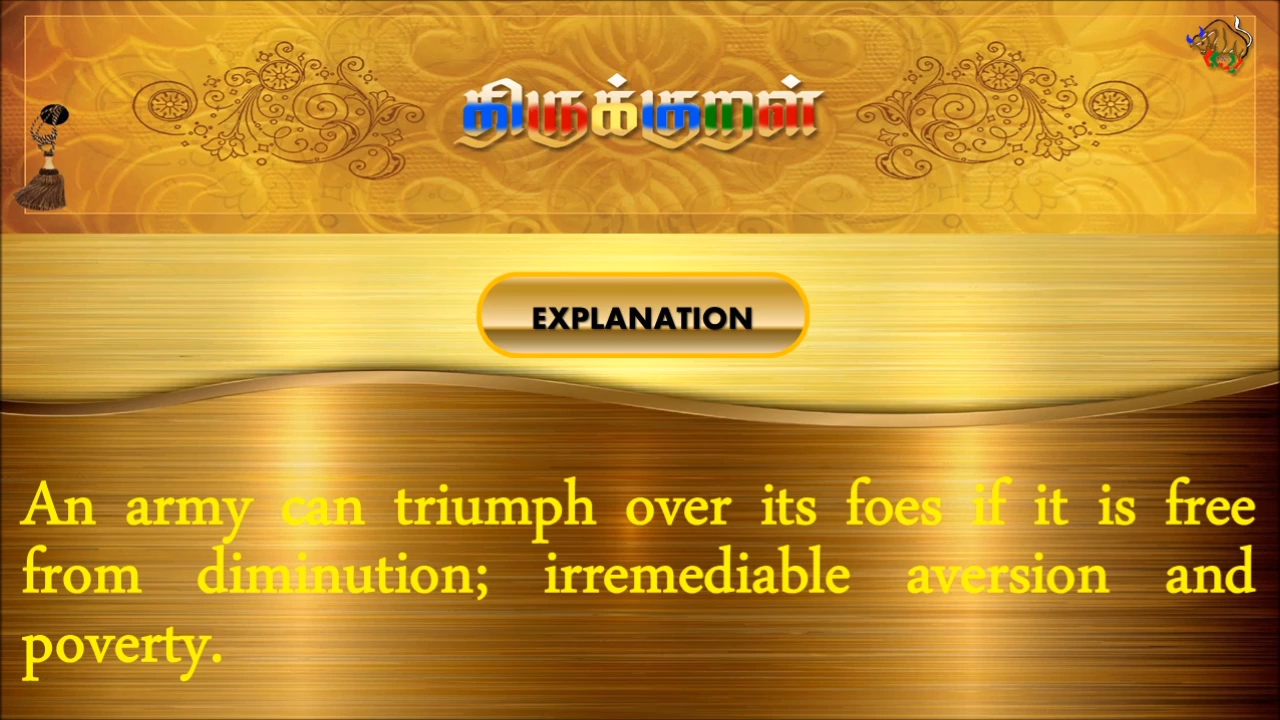 திருக்குறள்
EXPLANATION
An army can triumph over its foes if it is free
from diminution; irremediable aversion and
poverty.